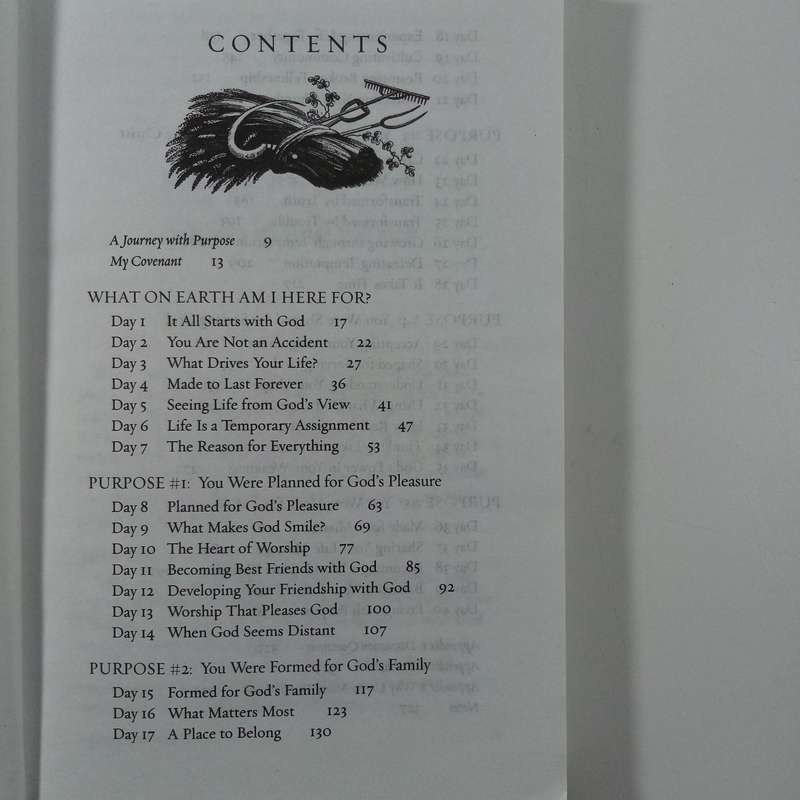 CONTENTS
A Journey with Purpose 9
My Covenant 13
WHAT ON EARTH AM I HERE FOR?
Day 1 It All Starts with God 17
Day 2 You Are Not an Accident 22
Day 3 What Drives Your Life? 27
Day 4 Made to Last Forever 36
Day 5 Seeing Life from God's View 41
Day 6 Life Is a Temporary Assignment 47
Day 7 The Reason for Everything 53
PURPOSE #1: You Were Planned for God's Pleasure
Day 8 Planned for God's Pleasure 63
Day 9 What Makes God Smile? 69
Day 10 The Heart of Worship 77
Day 11 Becoming Best Friends with God 85
Day 12 Developing Your Friendship with God 92
Day 13 Worship That Pleases God 100
Day 14 When God Seems Distant 107
PURPOSE #2: You Were Formed for God's Family
Day 15 Formed for God's Family 117
Day 16 What Matters Most 123
Day 17 A Place to Belong 130